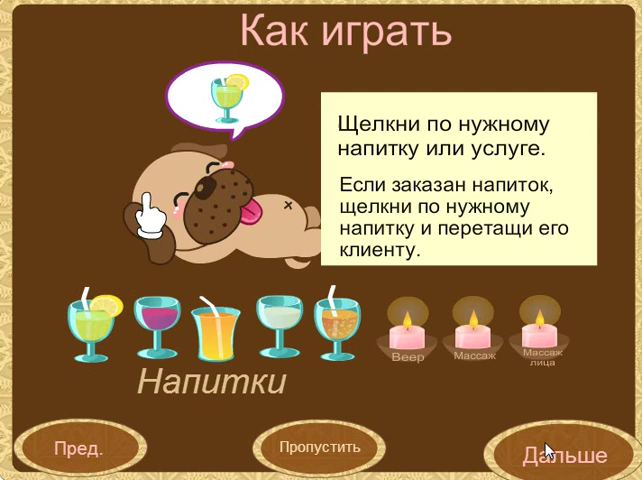 Как играть
Щелкни по нужному
напитку или услуге.
Если заказан напиток,
щелкни по нужному
напитку и перетащи его
клиенту.
Веер
Массаж
Массаж
лица
Напитки
Пред.
Пропустить
Дальше